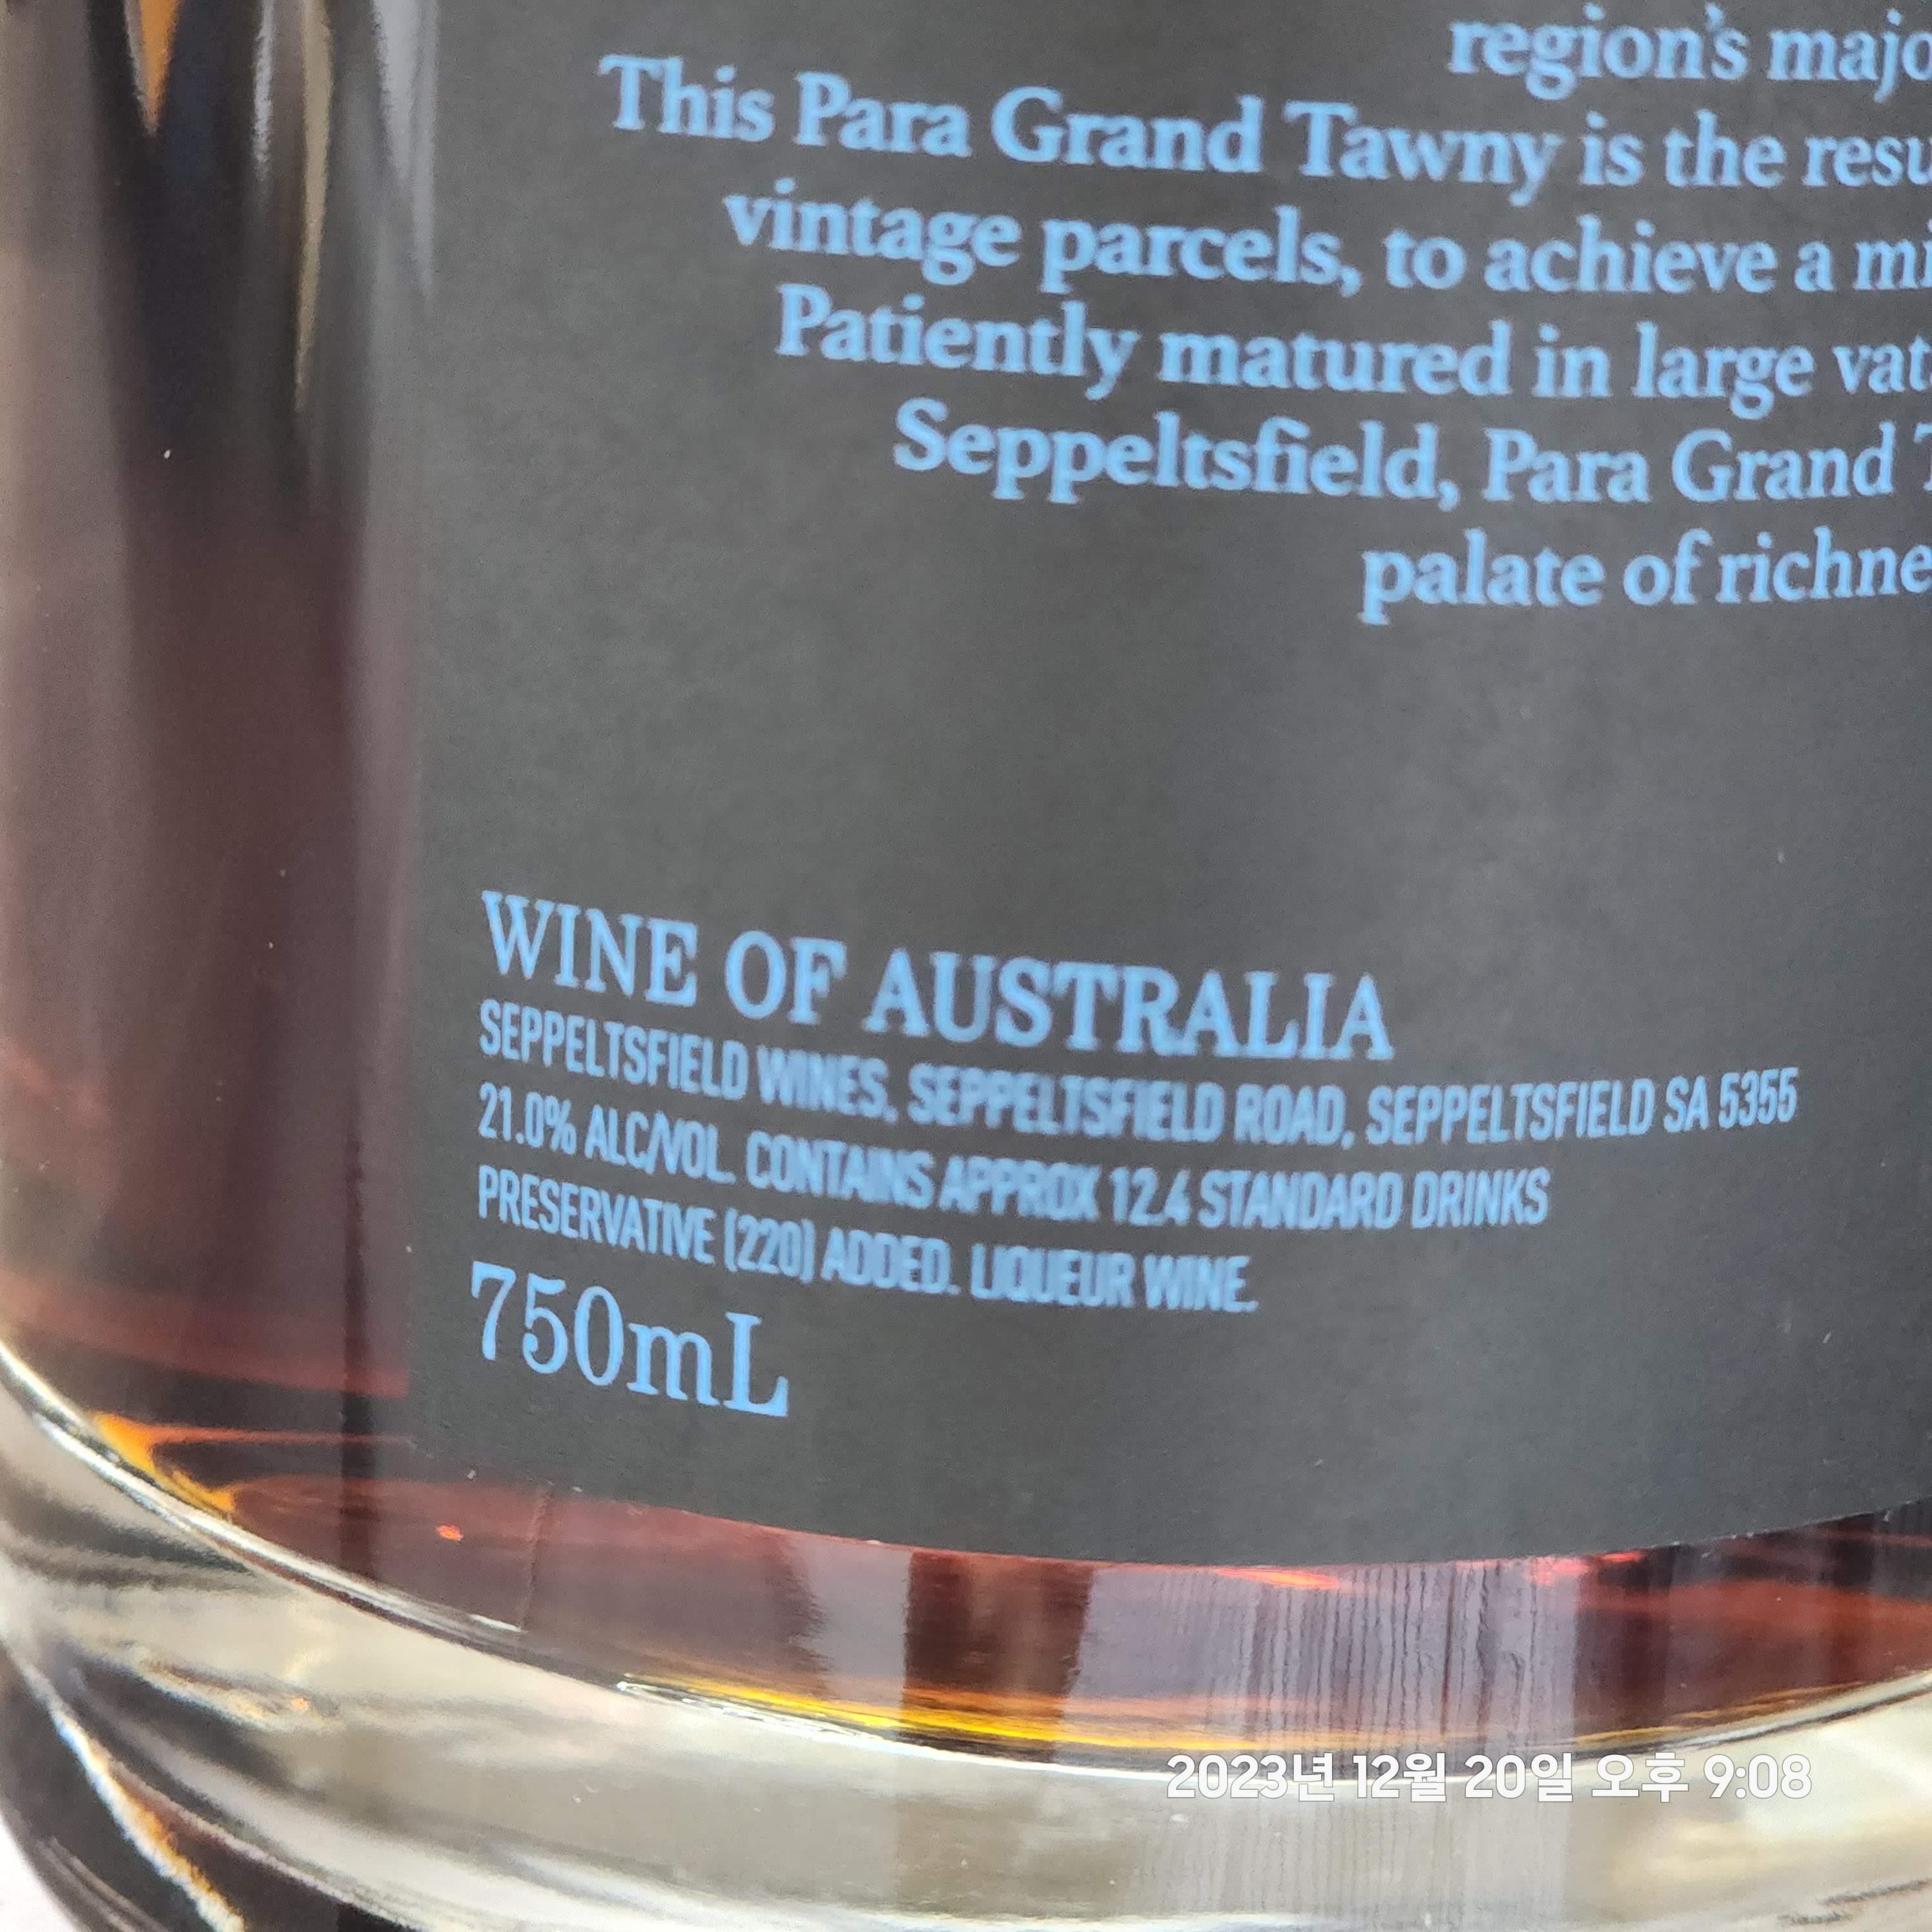 region's majo
This Para Grand Tawny is the resu
vintage parcels, to achieve a mi
Patiently matured in large vat
Seppeltsfield, Para Grand T
palate of richne
WINE OF AUSTRALIA
SEPPELTSFIELD WINES, SEPPELTSFIELD ROAD, SEPPELTSFIELD SA 5355
21.0% ALC/VOL. CONTAINS APPROX 12.4 STANDARD DRINKS
PRESERVATIVE (220) ADDED. LIQUEUR WINE.
750mL
2023년 12월 20일 오후 9:08